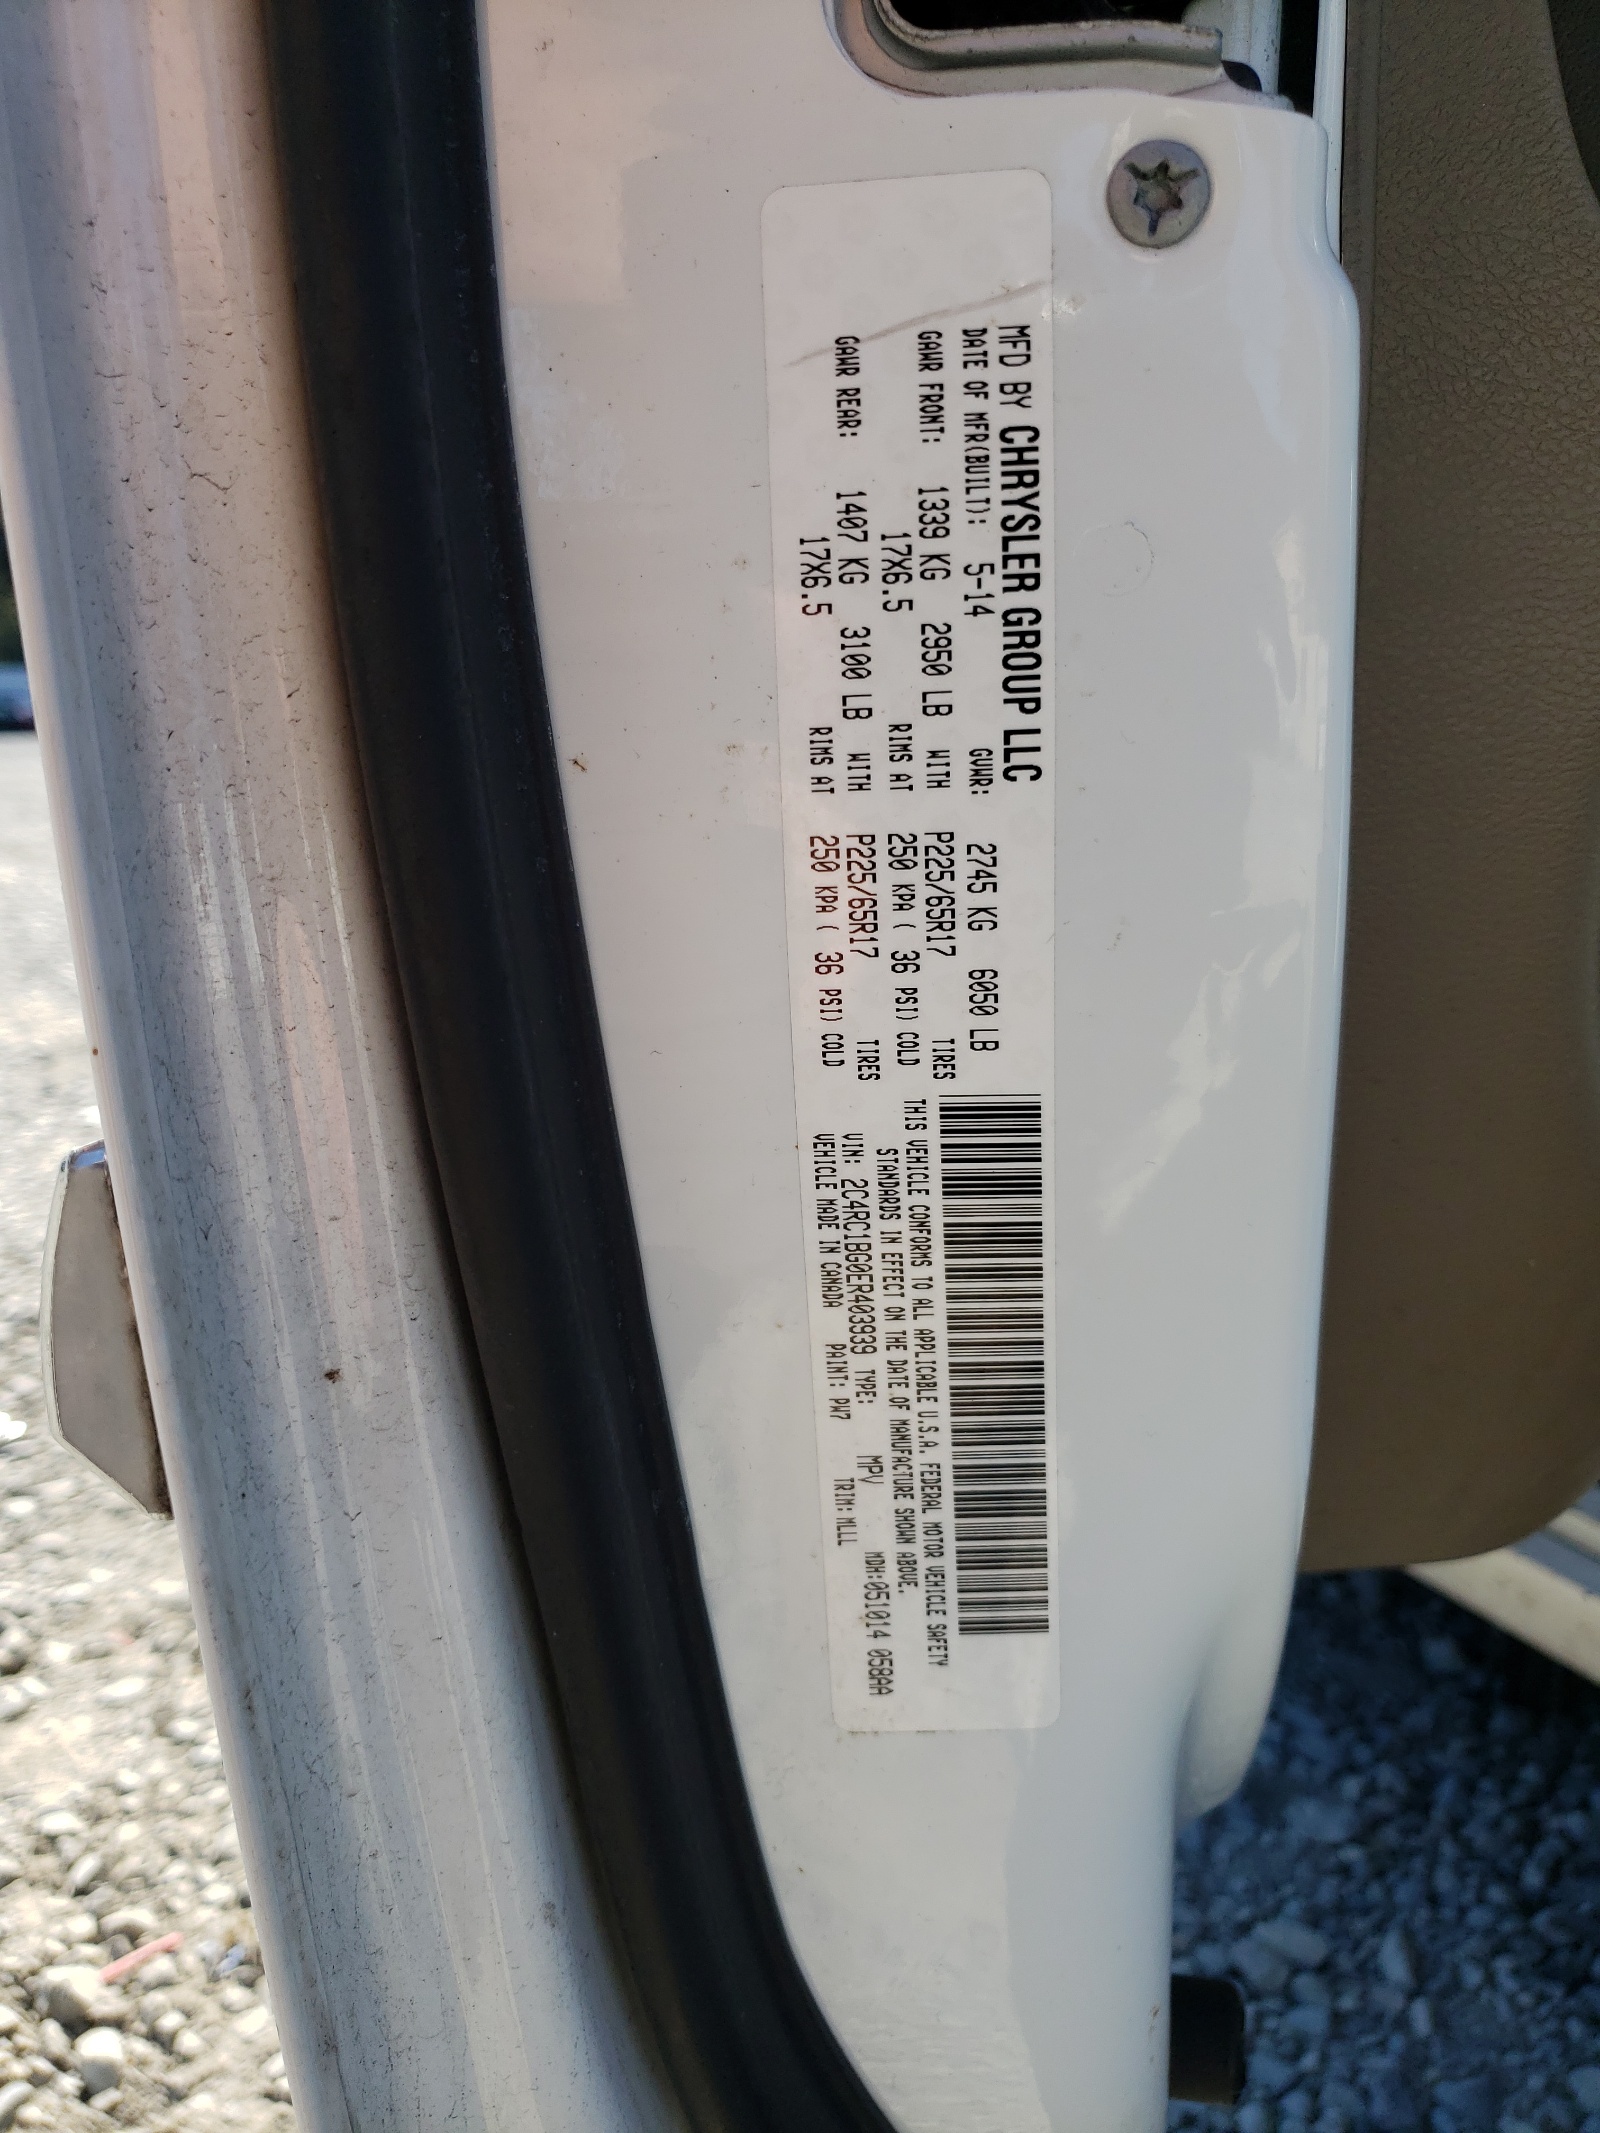 MFD BY CHRYSLER GROUP LLC
DATE OF MFR(BUILT): 5-14 GVWR: 2745 KG 6050 LB
GAWR FRONT: 1339 KG 2950 LB WITH P225/65R17 TIRES
17X6.5 RIMS AT 250 KPA ( 36 PSI) COLD
GAWR REAR: 1407 KG 3100 LB WITH P225/65R17 TIRES
17X6.5 RIMS AT 250 KPA ( 36 PSI) COLD
THIS VEHICLE CONFORMS TO ALL APPLICABLE U.S.A. FEDERAL MOTOR VEHICLE SAFETY
STANDARDS IN EFFECT ON THE DATE OF MANUFACTURE SHOWN ABOVE.
VIN: 2C4RC1BG0ER403939 TYPE: MPV MDH:051014 058AA
VEHICLE MADE IN CANADA PAINT: PW7 TRIM: MLLL